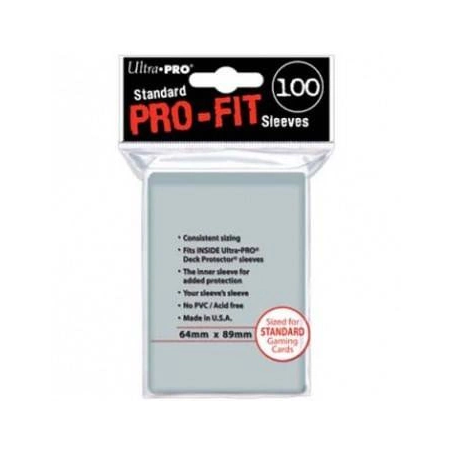 Ultra•PRO®
Standard
PRO-FIT
Sleeves
100
• Consistent sizing
• Fits INSIDE Ultra-PRO®
Deck Protector® sleeves
• The inner sleeve for
added protection
• Your sleeve's sleeve
• No PVC / Acid free
• Made in U.S.A.
64mm x 89mm
Sized for
STANDARD
Gaming
Cards